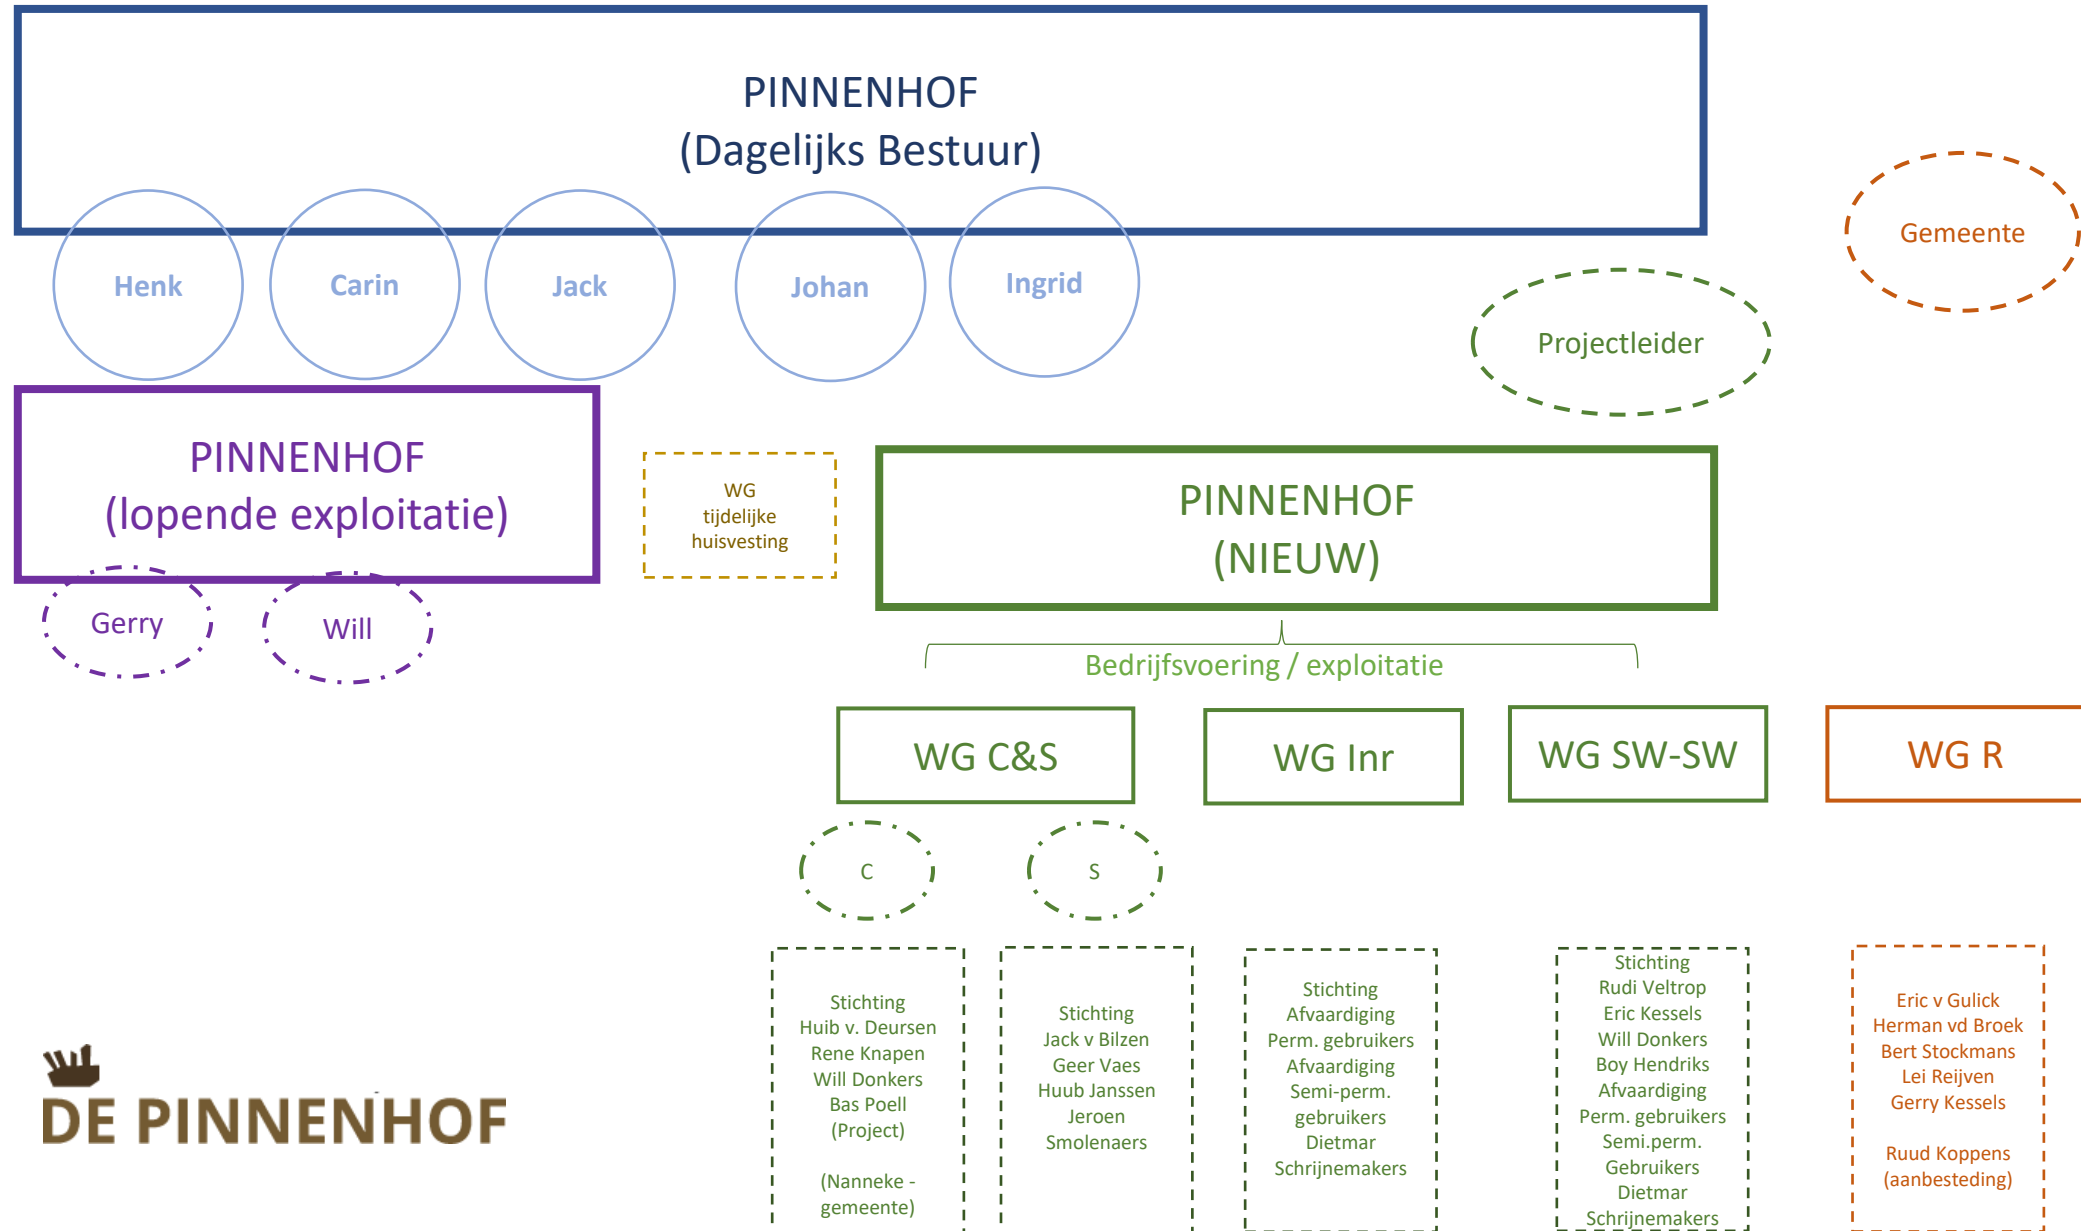 PINNENHOF
(Dagelijks Bestuur)
Henk
Carin
Jack
Johan
Ingrid
Gemeente
Projectleider
PINNENHOF
(lopende exploitatie)
Gerry
Will
WG
tijdelijke
huisvesting
PINNENHOF
(NIEUW)
Bedrijfsvoering / exploitatie
WG C&S
WG Inr
WG SW-SW
WG R
C
S
Stichting
Huib v. Deursen
Rene Knapen
Will Donkers
Bas Poell
(Project)
(Nanneke -
gemeente)
Stichting
Jack v Bilzen
Geer Vaes
Huub Janssen
Jeroen
Smolenaers
Stichting
Afvaardiging
Perm. gebruikers
Afvaardiging
Semi-perm.
gebruikers
Dietmar
Schrijnemakers
Stichting
Rudi Veltrop
Eric Kessels
Will Donkers
Boy Hendriks
Afvaardiging
Perm. gebruikers
Semi.perm.
Gebruikers
Dietmar
Schrijnemakers
Eric v Gulick
Herman vd Broek
Bert Stockmans
Lei Reijven
Gerry Kessels
Ruud Koppens
(aanbesteding)
DE PINNENHOF